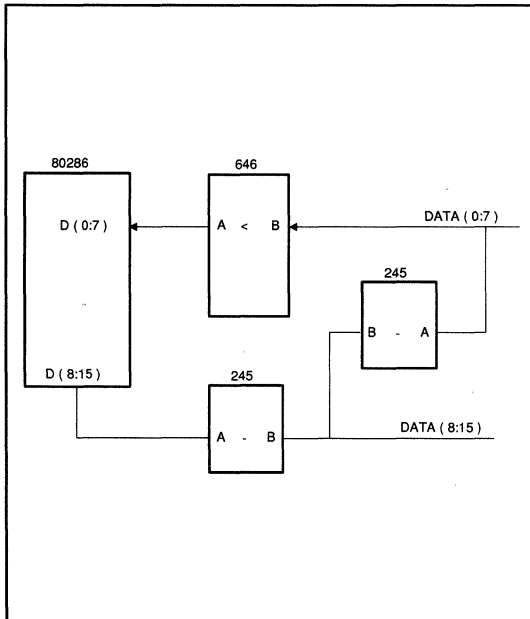 80286
646
D ( 0:7 )
A < B
DATA ( 0:7 )
245
B - A
D ( 8:15 )
245
A - B
DATA ( 8:15 )